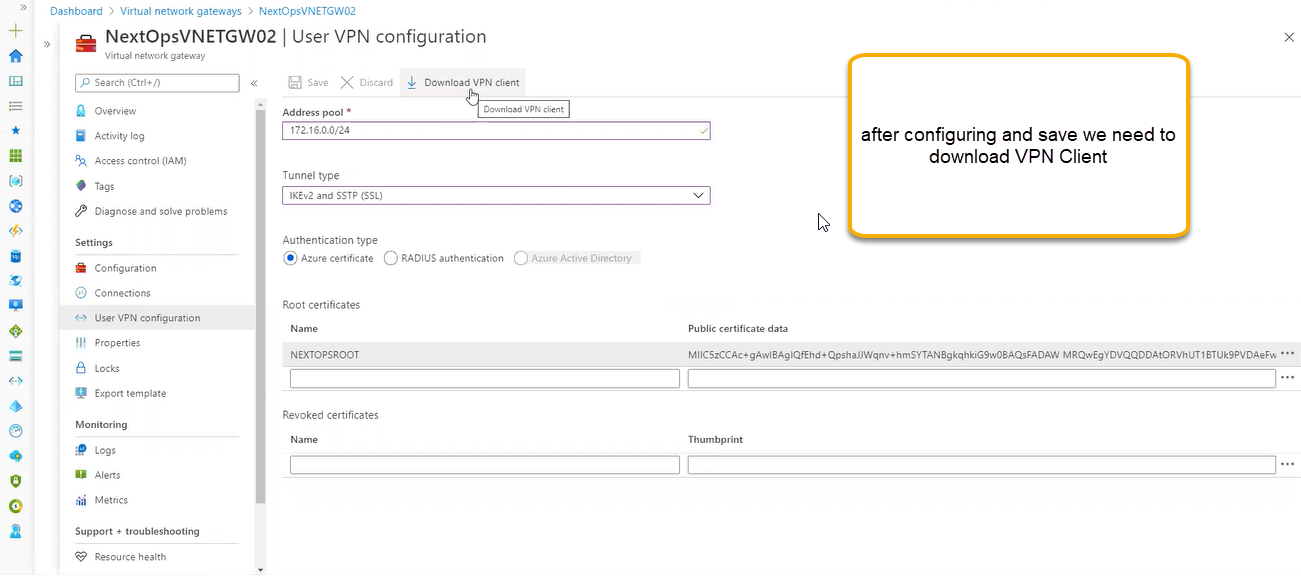 Dashboard > Virtual network gateways > NextOpsVNETGW02
NextOpsVNETGW02 | User VPN configuration
Virtual network gateway
Search (Ctrl+/)
Overview
Activity log
Access control (IAM)
Tags
Diagnose and solve problems
Settings
Configuration
Connections
User VPN configuration
Properties
Locks
Export template
Monitoring
Logs
Alerts
Metrics
Support + troubleshooting
Resource health
Save Discard Download VPN client
Download VPN client
Address pool *
172.16.0.0/24
Tunnel type
IKEv2 and SSTP (SSL)
Authentication type
Azure certificate RADIUS authentication Azure Active Directory
Root certificates
Name Public certificate data
NEXTOPSROOT MIIC5zCCAc+gAwIBAgIQfEhd+QpshaJJWqnv+hmSYTANBgkqhkiG9w0BAQsFADAW MRQwEgYDVQQDDAtORVhUT1BTUk9PVDAeFw
Revoked certificates
Name Thumbprint
after configuring and save we need to
download VPN Client